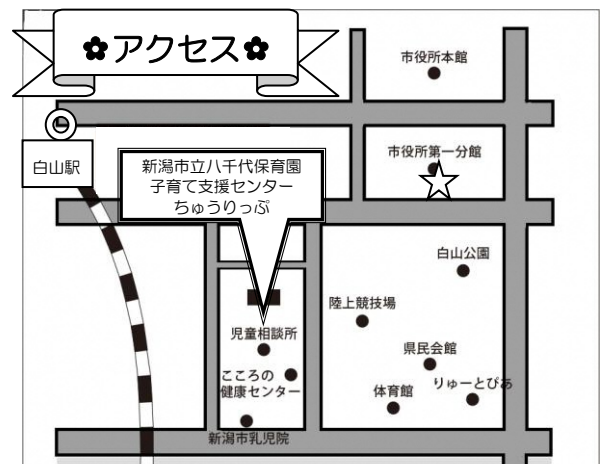 ✿アクセス✿
市役所本館
市役所第一分館
白山駅
新潟市立八千代保育園
子育て支援センター
ちゅうりっぷ
白山公園
陸上競技場
児童相談所
県民会館
こころの
健康センター
りゅーとぴあ
体育館
新潟市乳児院